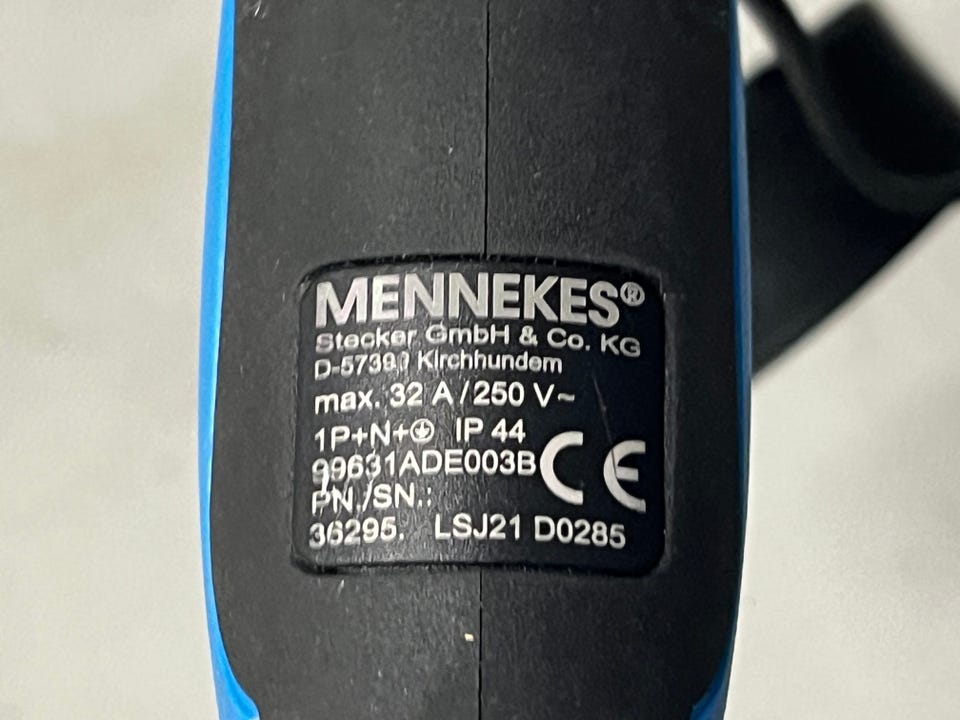 MENNEKES®
Stecker GmbH & Co. KG
Kirchhundem
max. 32 A / 250 V ~
1P+N+⏚ IP 44
99631ADE003B CE
PN./SN.:
36295. LSJ21 D0285